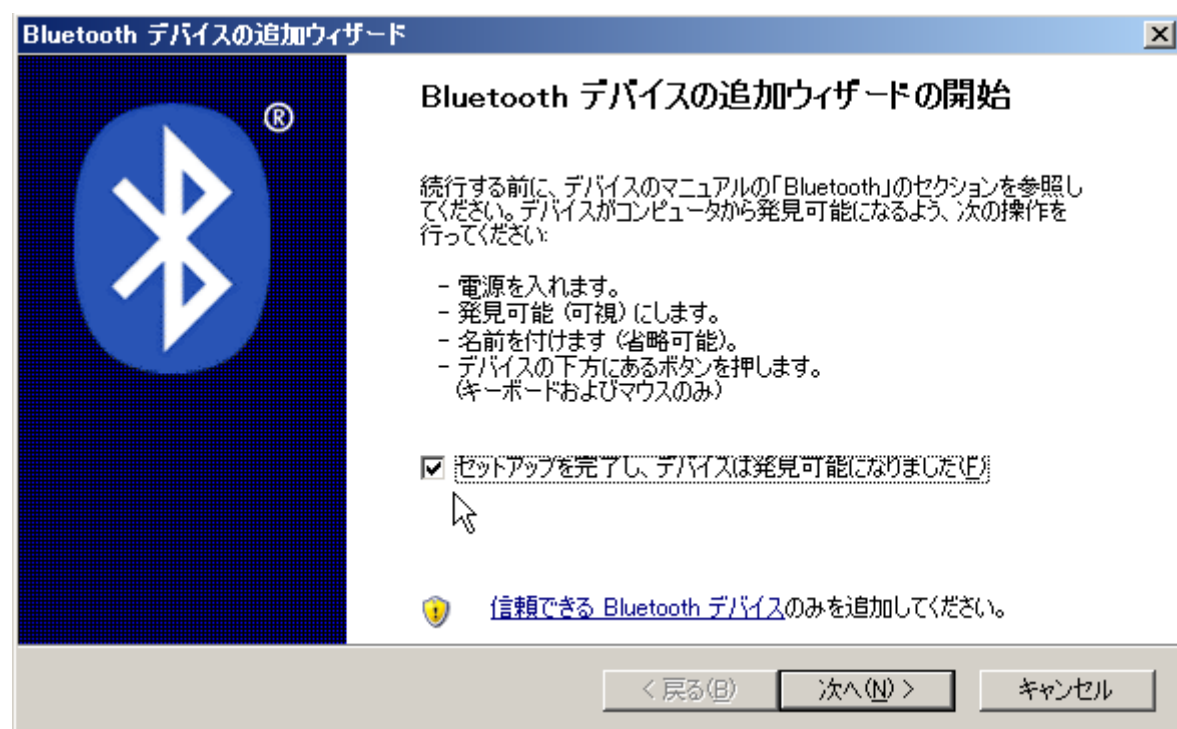 Bluetooth デバイスの追加ウィザード
®
Bluetooth デバイスの追加ウィザードの開始
続行する前に、デバイスのマニュアルの「Bluetooth」のセクションを参照し
てください。デバイスがコンピュータから発見可能になるよう、次の操作を
行ってください:
- 電源を入れます。
- 発見可能 (可視) にします。
- 名前を付けます (省略可能)。
- デバイスの下方にあるボタンを押します。
(キーボードおよびマウスのみ)
セットアップを完了し、デバイスは発見可能になりました(F)
信頼できる Bluetooth デバイスのみを追加してください。
< 戻る(B) 次へ(N) > キャンセル